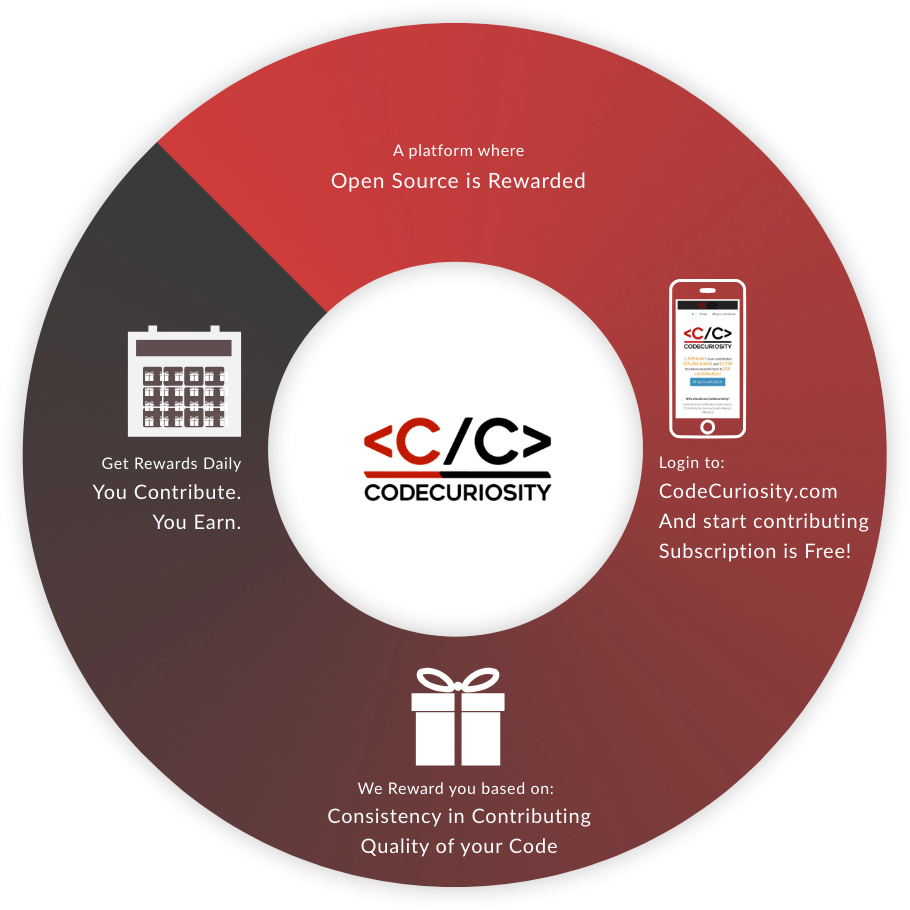 A platform where
Open Source is Rewarded
<C/C>
CODECURIOSITY
Login to:
CodeCuriosity.com
And start contributing
Subscription is Free!
<C/C>
CODECURIOSITY
We Reward you based on:
Consistency in Contributing
Quality of your Code
Get Rewards Daily
You Contribute.
You Earn.